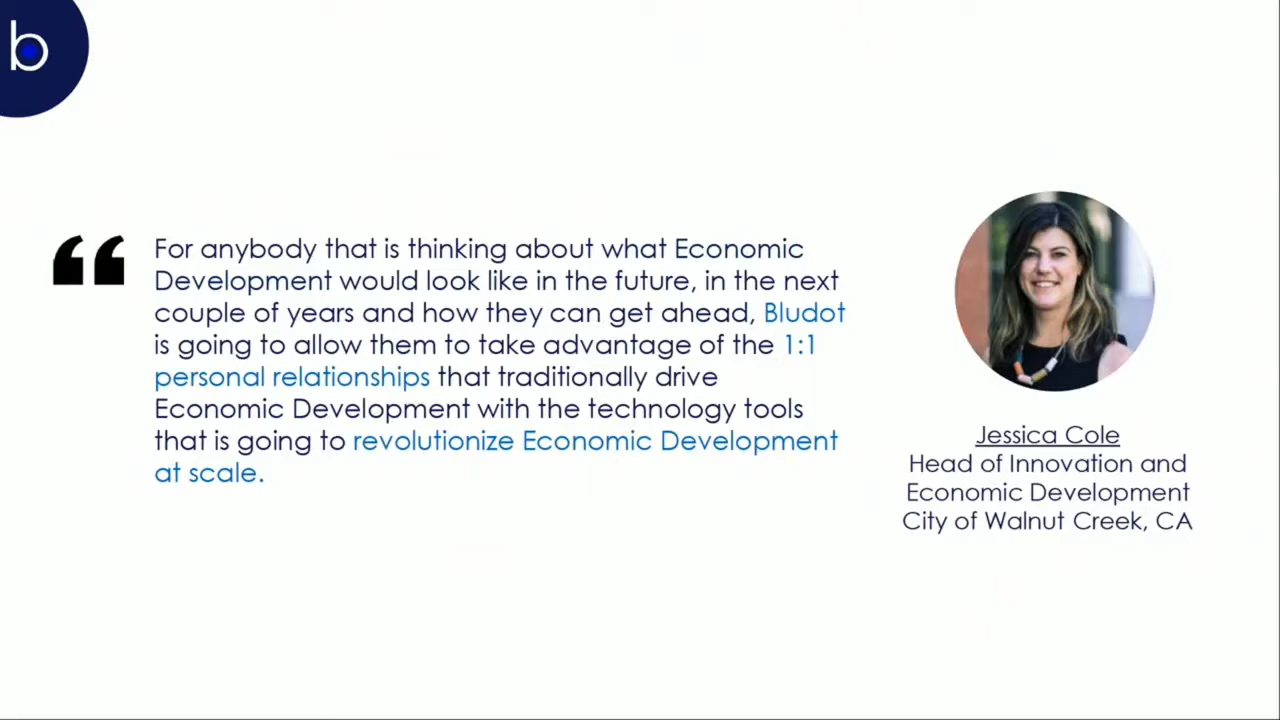 b
For anybody that is thinking about what Economic
Development would look like in the future, in the next
couple of years and how they can get ahead, Bludot
is going to allow them to take advantage of the 1:1
personal relationships that traditionally drive
Economic Development with the technology tools
that is going to revolutionize Economic Development
at scale.
Jessica Cole
Head of Innovation and
Economic Development
City of Walnut Creek, CA